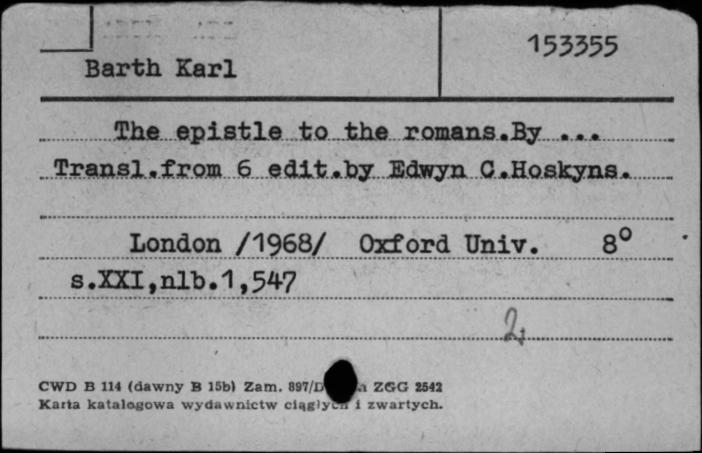 153355
Barth Karl
The epistle to the romans.By ...
Transl.from 6 edit.by Edwyn C.Hoskyns.
London /1968/ Oxford Univ. 8°
s.XXI,nlb.1,547
2
CWD B 114 (dawny B 15b) Zam. 897/D ZGG 2542
Karta katalogowa wydawnictw ciągłych i zwartych.